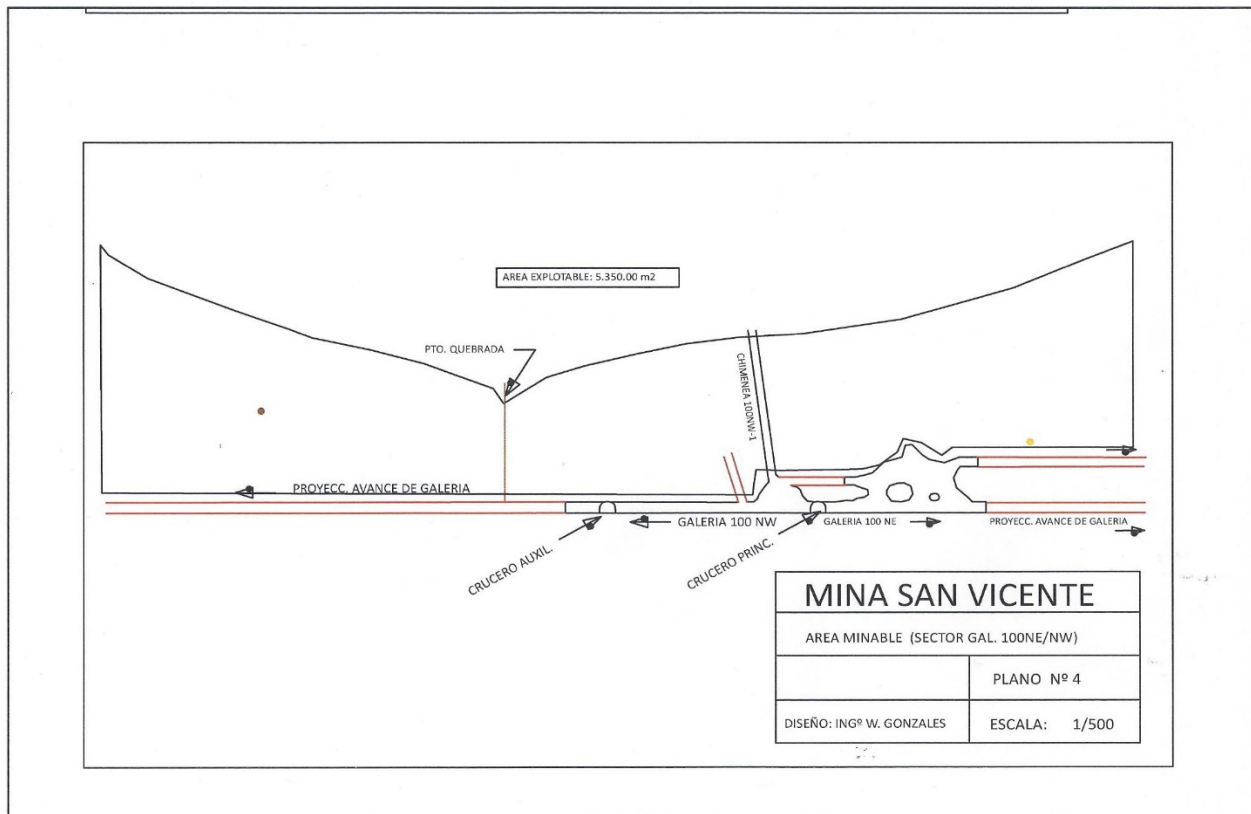 AREA EXPLOTABLE: 5.350.00 m2
PTO. QUEBRADA
CHIMENEA 100NW-1
PROYECC. AVANCE DE GALERIA
GALERIA 100 NW
GALERIA 100 NE
PROYECC. AVANCE DE GALERIA
CRUCERO AUXIL.
CRUCERO PRINC.
MINA SAN VICENTE
AREA MINABLE (SECTOR GAL. 100NE/NW)
PLANO Nº 4
DISEÑO: INGº W. GONZALES
ESCALA: 1/500